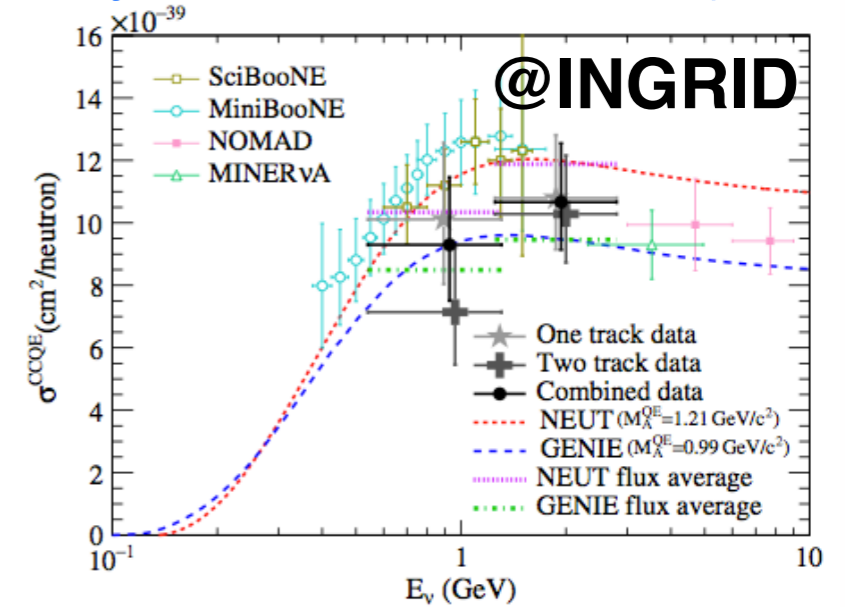 ×10⁻³⁹
16
14
12
10
8
6
4
2
0
σ^CCQE (cm²/neutron)
@INGRID
SciBooNE
MiniBooNE
NOMAD
MINERνA
One track data
Two track data
Combined data
NEUT (M_A^QE=1.21 GeV/c²)
GENIE (M_A^QE=0.99 GeV/c²)
NEUT flux average
GENIE flux average
10⁻¹ 1 10
E_ν (GeV)